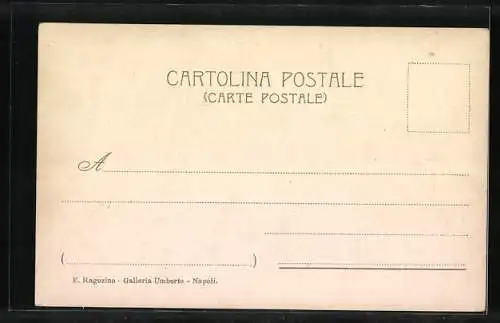 CARTOLINA POSTALE
(CARTE POSTALE)
A
( )
E. Ragozino - Galleria Umberto - Napoli.